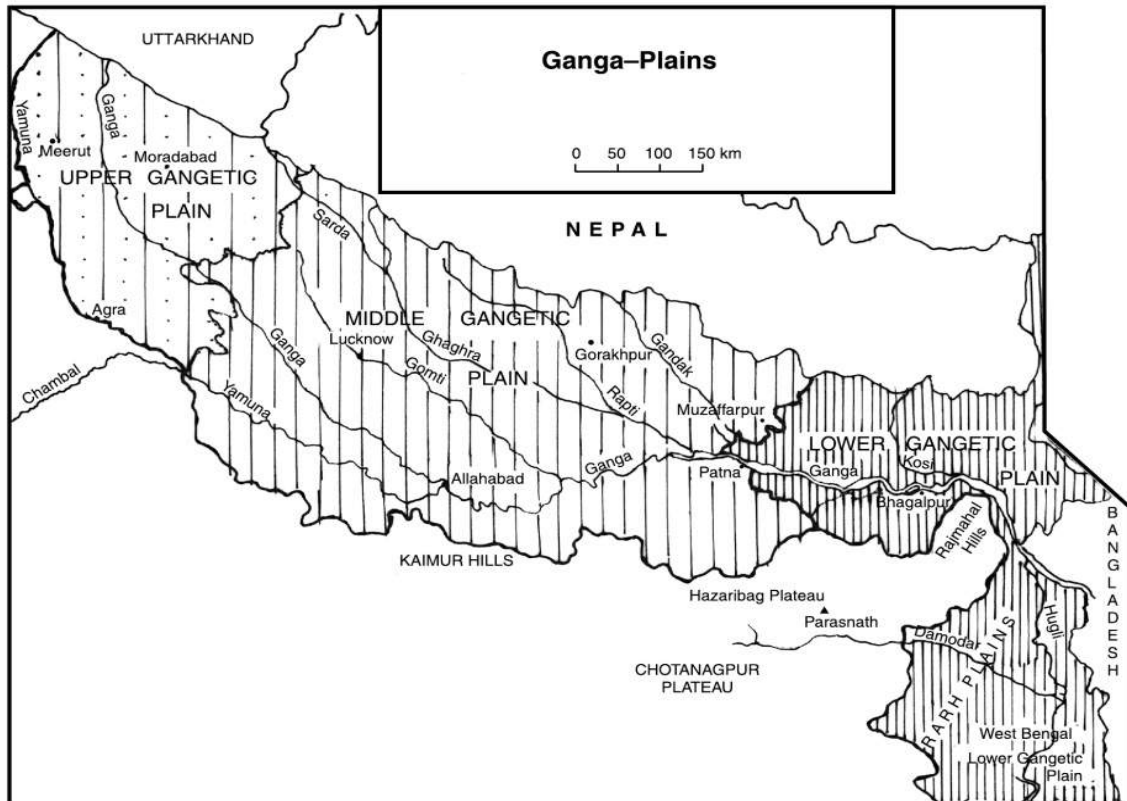 UTTARKHAND
Ganga–Plains
0 50 100 150 km
Yamuna
Ganga
Meerut
Moradabad
UPPER GANGETIC
PLAIN
NEPAL
Sarda
Agra
MIDDLE GANGETIC
PLAIN
Lucknow
Ghaghra
Gorakhpur
Gandak
Ganga
Gomti
Chambal
Yamuna
Rapti
Muzaffarpur
LOWER GANGETIC
PLAIN
Ganga
Patna
Ganga
Kosi
Allahabad
Bhagalpur
Rajmahal
Hills
BANGLADESH
KAIMUR HILLS
Hazaribag Plateau
Parasnath
Hugli
Damodar
CHOTANAGPUR
PLATEAU
RARH PLAINS
West Bengal
Lower Gangetic
Plain